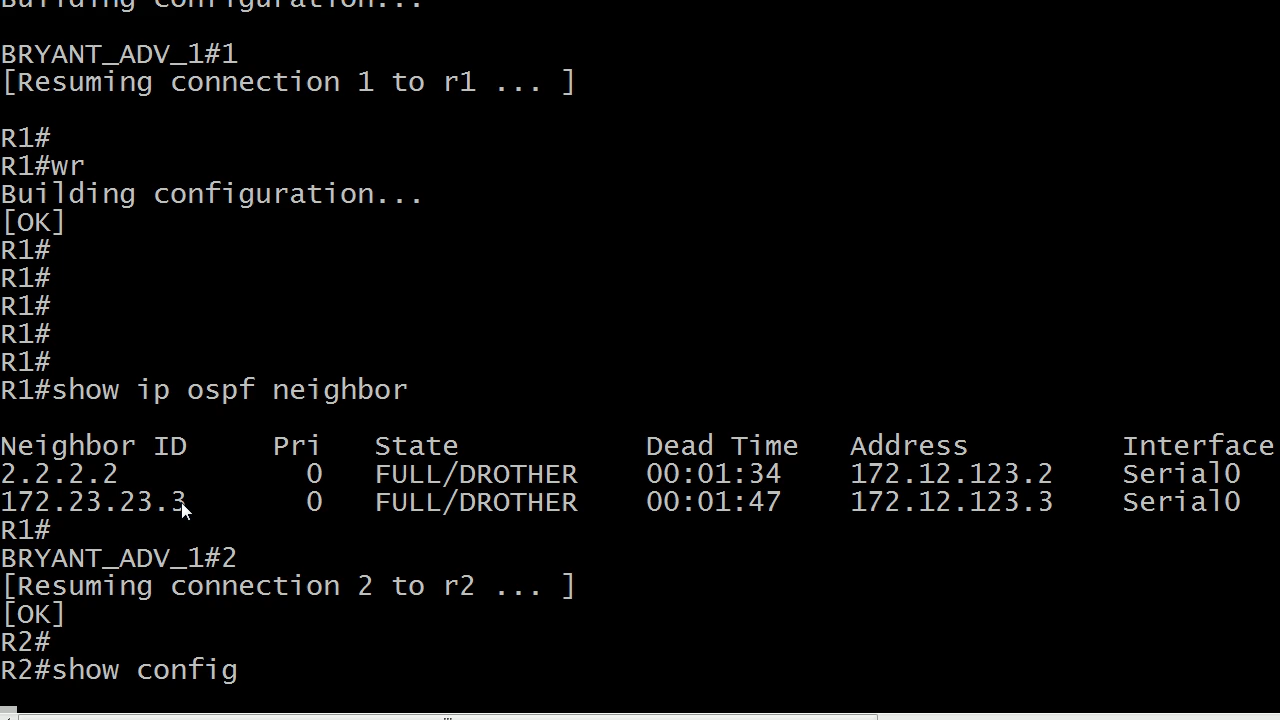 Building configuration...
BRYANT_ADV_1#1
[Resuming connection 1 to r1 ... ]
R1#
R1#wr
Building configuration...
[OK]
R1#
R1#
R1#
R1#
R1#
R1#show ip ospf neighbor
Neighbor ID     Pri   State           Dead Time   Address         Interface
2.2.2.2           0   FULL/DROTHER    00:01:34    172.12.123.2    Serial0
172.23.23.3       0   FULL/DROTHER    00:01:47    172.12.123.3    Serial0
R1#
BRYANT_ADV_1#2
[Resuming connection 2 to r2 ... ]
[OK]
R2#
R2#show config